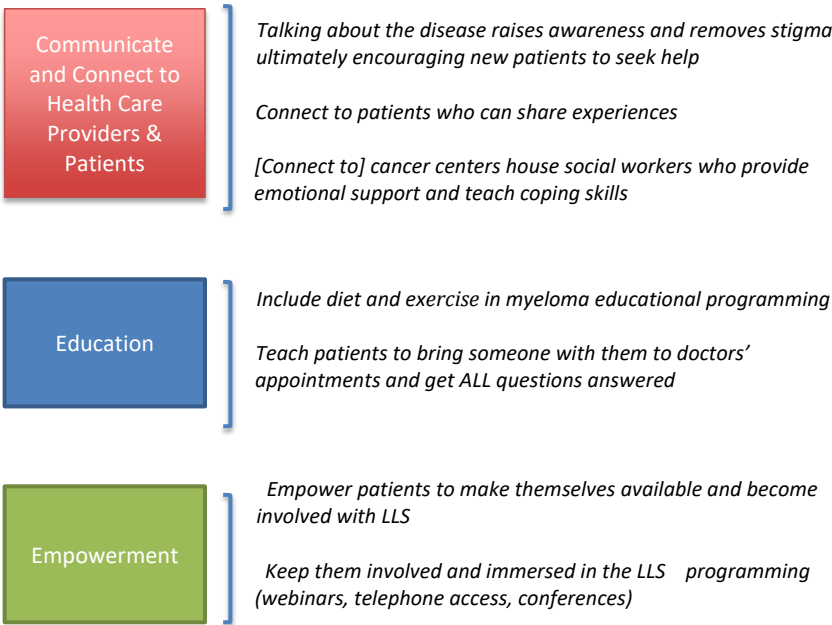 Communicate
and Connect to
Health Care
Providers &
Patients
Talking about the disease raises awareness and removes stigma
ultimately encouraging new patients to seek help
Connect to patients who can share experiences
[Connect to] cancer centers house social workers who provide
emotional support and teach coping skills
Education
Include diet and exercise in myeloma educational programming
Teach patients to bring someone with them to doctors’
appointments and get ALL questions answered
Empowerment
Empower patients to make themselves available and become
involved with LLS
Keep them involved and immersed in the LLS programming
(webinars, telephone access, conferences)